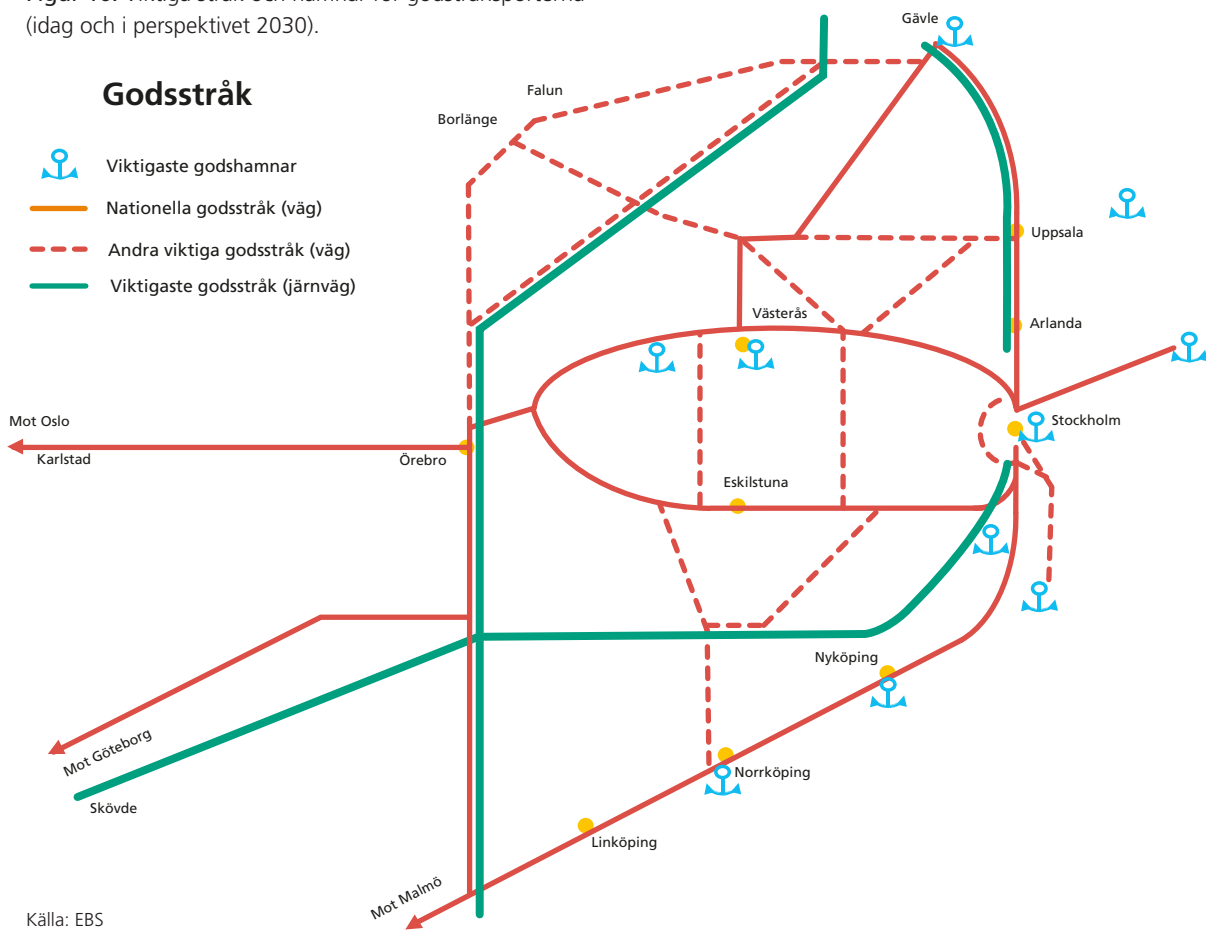 (idag och i perspektivet 2030).
Godsstråk
Viktigaste godshamnar
Nationella godsstråk (väg)
Andra viktiga godsstråk (väg)
Viktigaste godsstråk (järnväg)
Gävle
Falun
Borlänge
Uppsala
Västerås
Arlanda
Mot Oslo
Karlstad
Örebro
Stockholm
Eskilstuna
Nyköping
Mot Göteborg
Skövde
Norrköping
Linköping
Mot Malmö
Källa: EBS